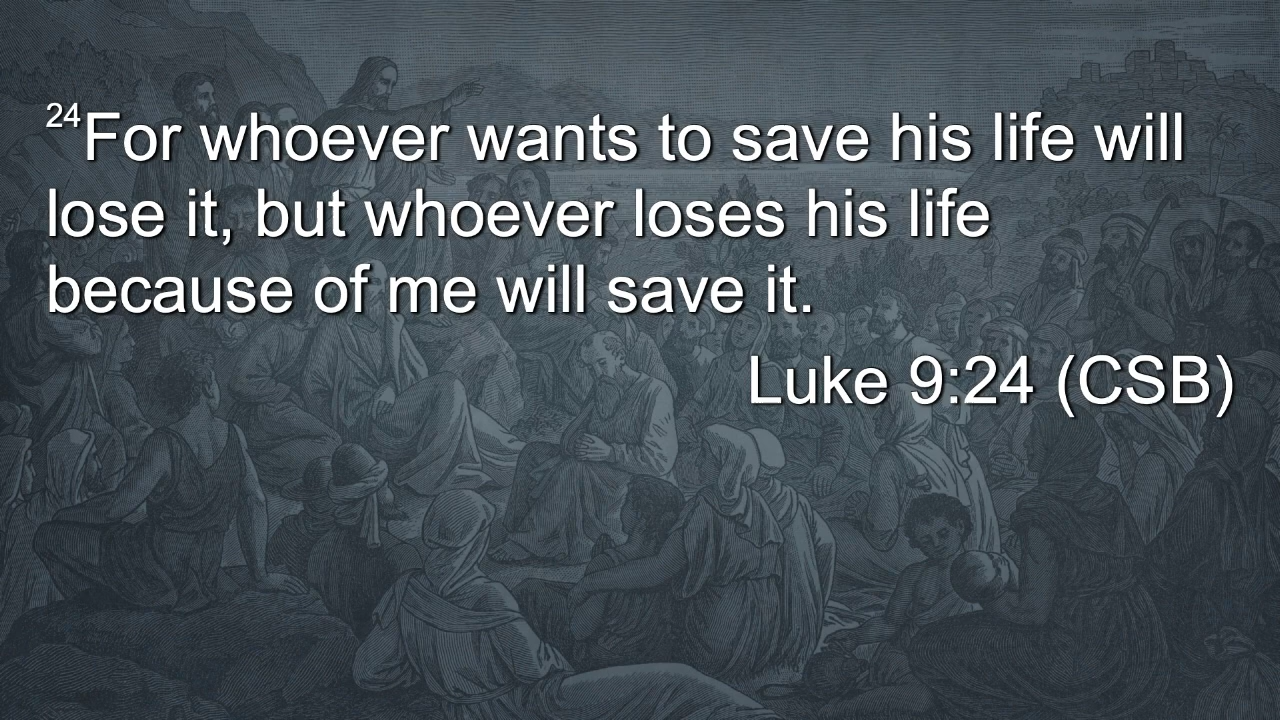 24For whoever wants to save his life will
lose it, but whoever loses his life
because of me will save it.
Luke 9:24 (CSB)